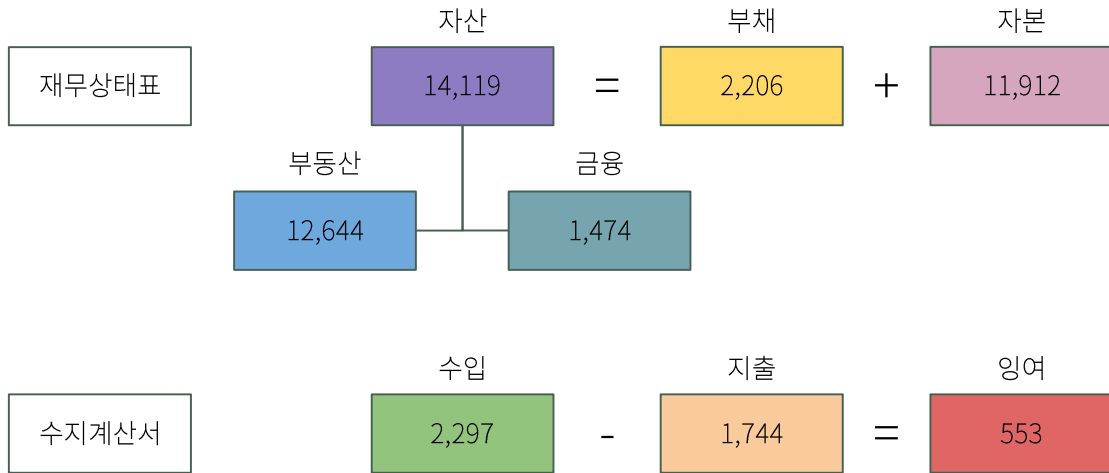 자산 부채 자본
재무상태표 14,119 = 2,206 + 11,912
부동산 금융
12,644 1,474
수입 지출 잉여
수지계산서 2,297 - 1,744 = 553